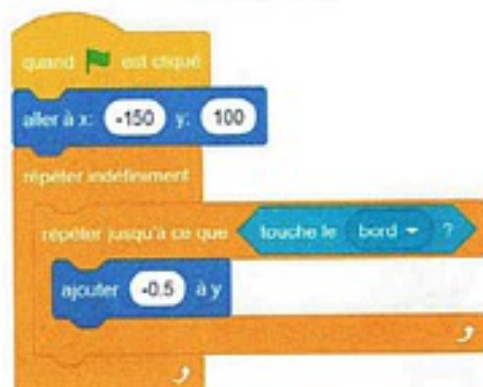 quand est cliqué
aller à x: -150 y: 100
répéter indéfiniment
répéter jusqu'à ce que touche le bord ?
ajouter -0.5 à y